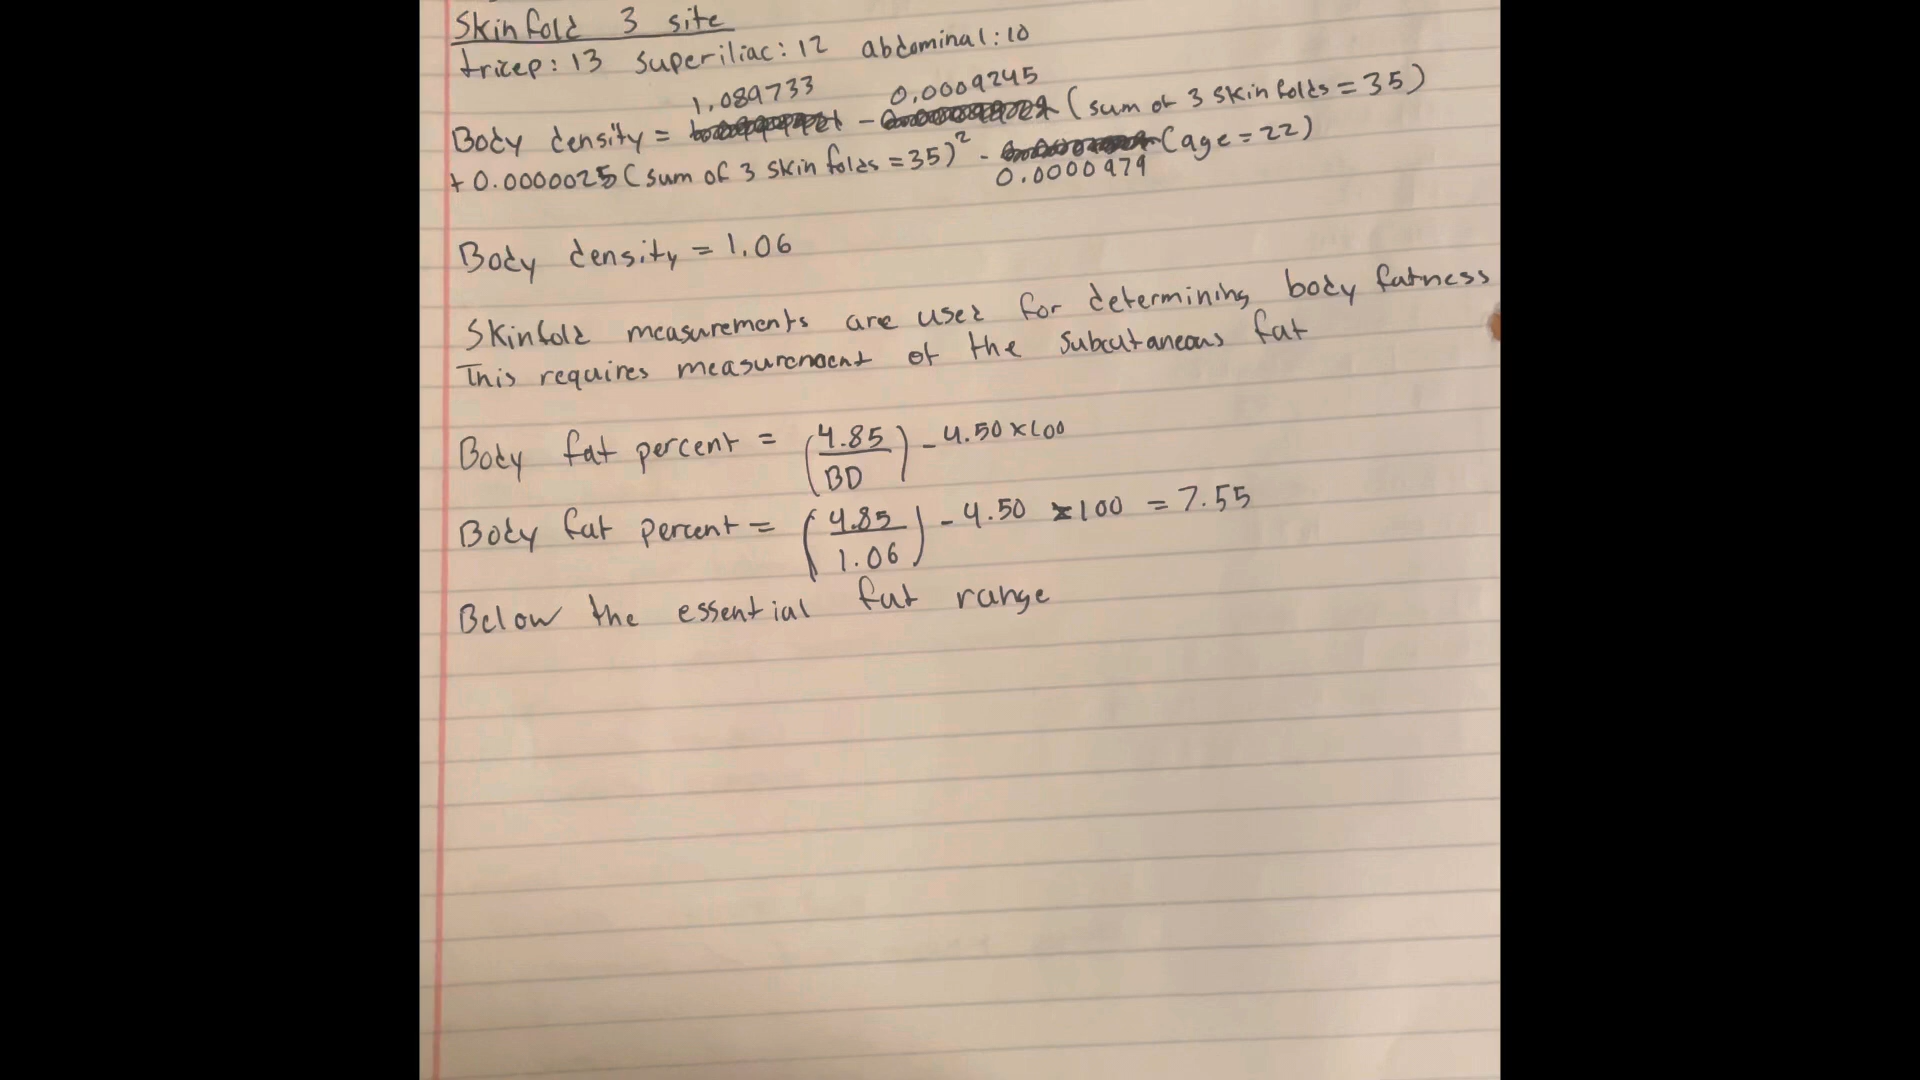 Skinfold 3 site
tricep: 13 superiliac: 12 abdominal: 10
1.089733 0.0009245
Body density = - (sum of 3 skin folds = 35)
+ 0.0000025 (sum of 3 skin folds = 35)² - (age = 22)
0.0000979
Body density = 1.06
Skinfold measurements are used for determining body fatness
This requires measurement of the subcutaneous fat
Body fat percent = (4.85/BD) - 4.50 x 100
Body fat percent = (4.85/1.06) - 4.50 x 100 = 7.55
Below the essential fat range